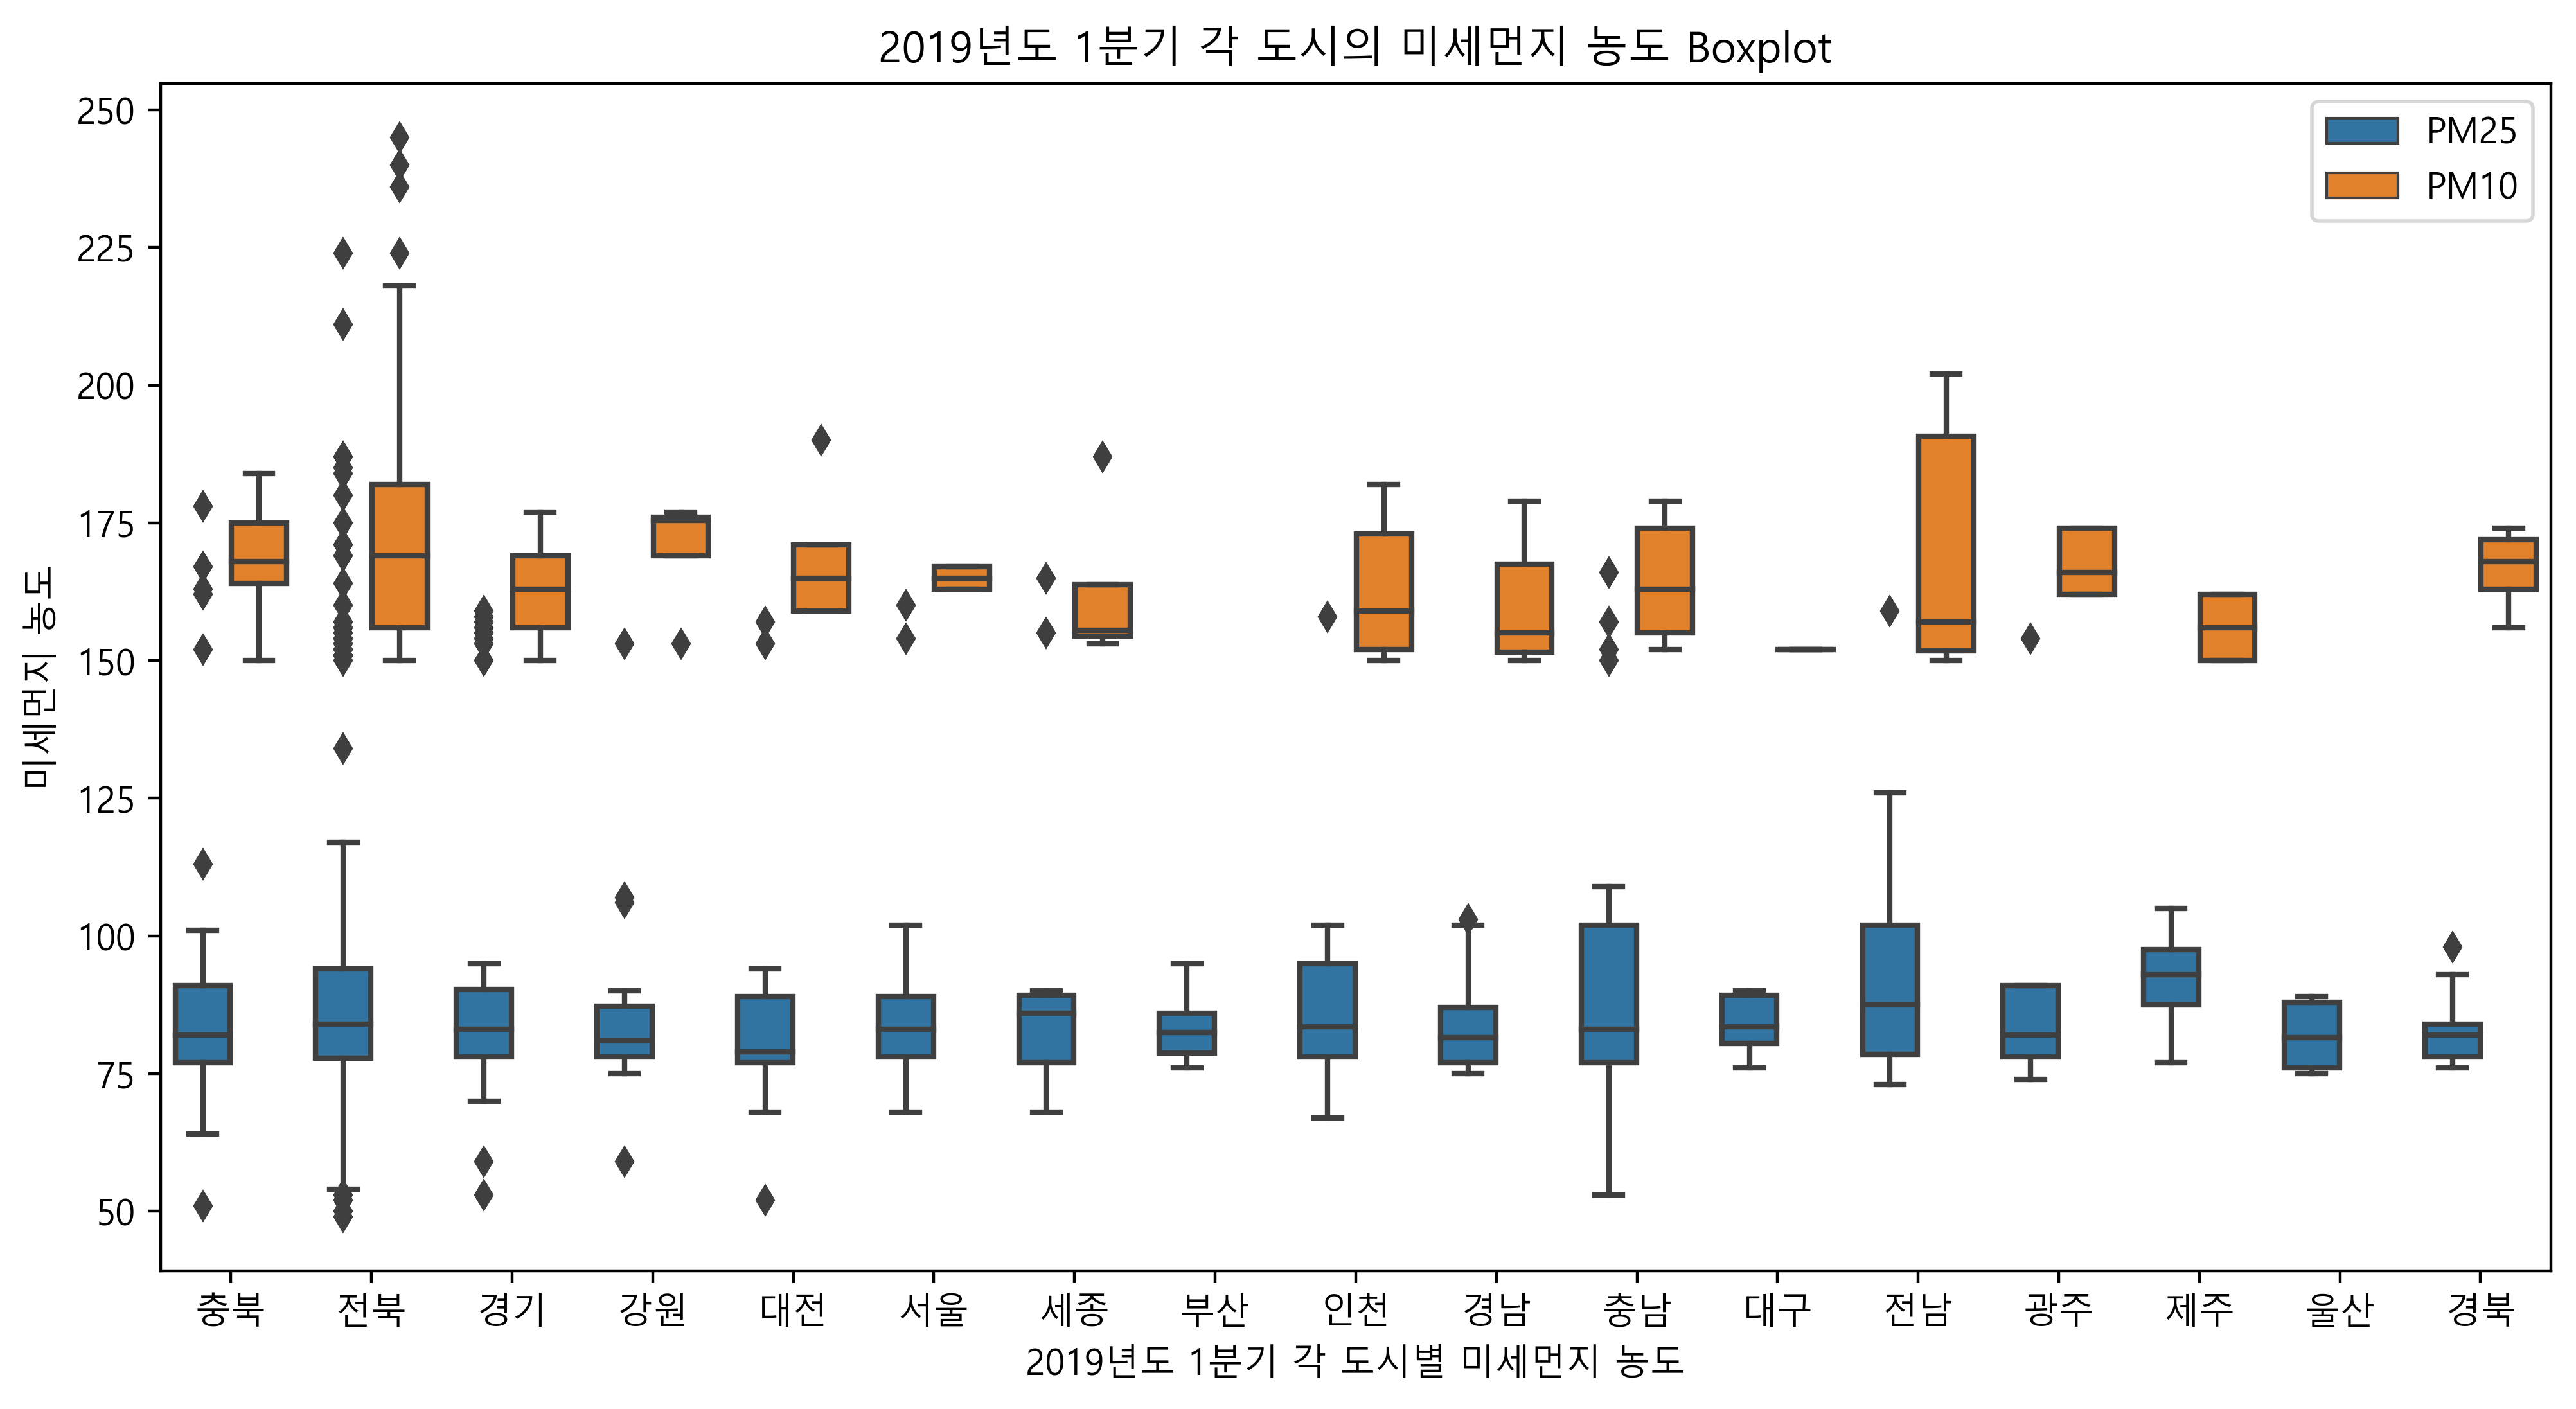 2019년도 1분기 각 도시의 미세먼지 농도 Boxplot
PM25
PM10
미세먼지 농도
250
225
200
175
150
125
100
75
50
충북 전북 경기 강원 대전 서울 세종 부산 인천 경남 충남 대구 전남 광주 제주 울산 경북
2019년도 1분기 각 도시별 미세먼지 농도